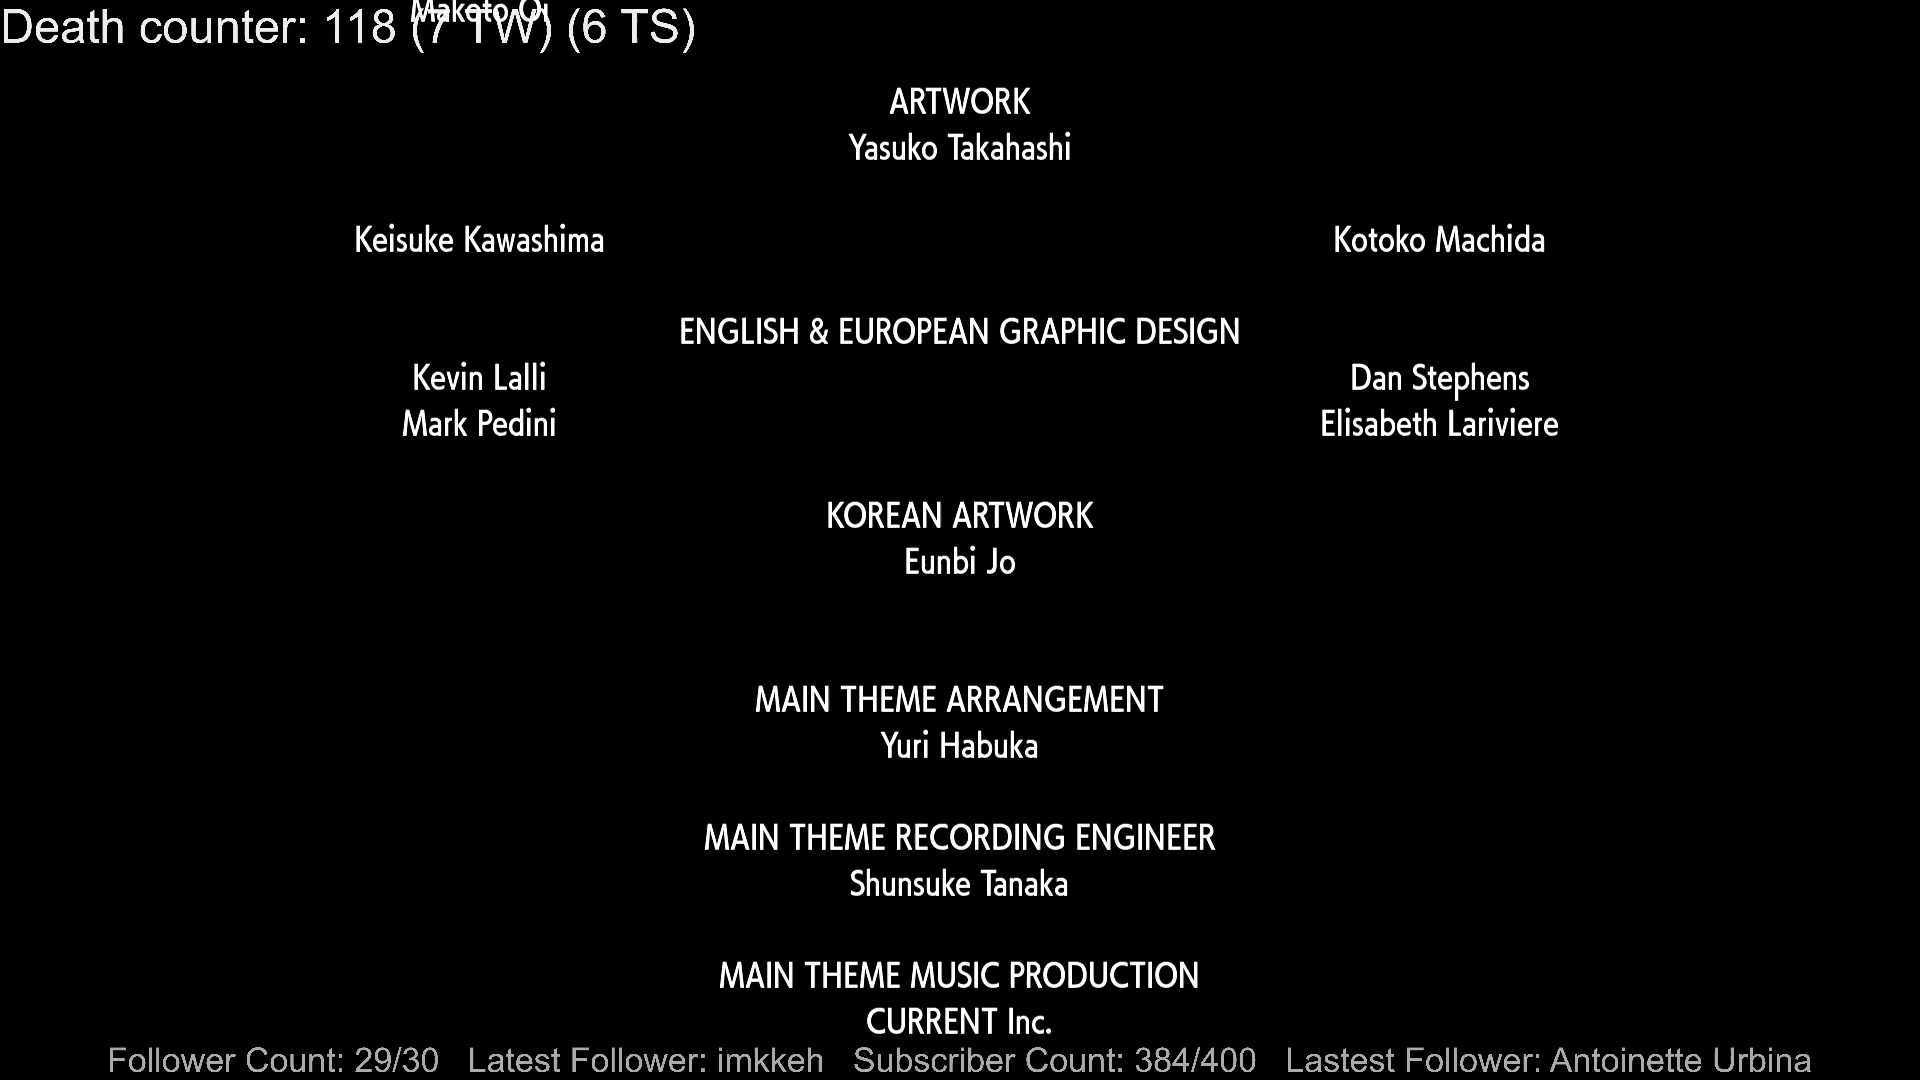 Makoto
Death counter: 118 (7 TW) (6 TS)
ARTWORK
Yasuko Takahashi
Keisuke Kawashima Kotoko Machida
ENGLISH & EUROPEAN GRAPHIC DESIGN
Kevin Lalli Dan Stephens
Mark Pedini Elisabeth Lariviere
KOREAN ARTWORK
Eunbi Jo
MAIN THEME ARRANGEMENT
Yuri Habuka
MAIN THEME RECORDING ENGINEER
Shunsuke Tanaka
MAIN THEME MUSIC PRODUCTION
CURRENT Inc.
Follower Count: 29/30 Latest Follower: imkkeh Subscriber Count: 384/400 Lastest Follower: Antoinette Urbina